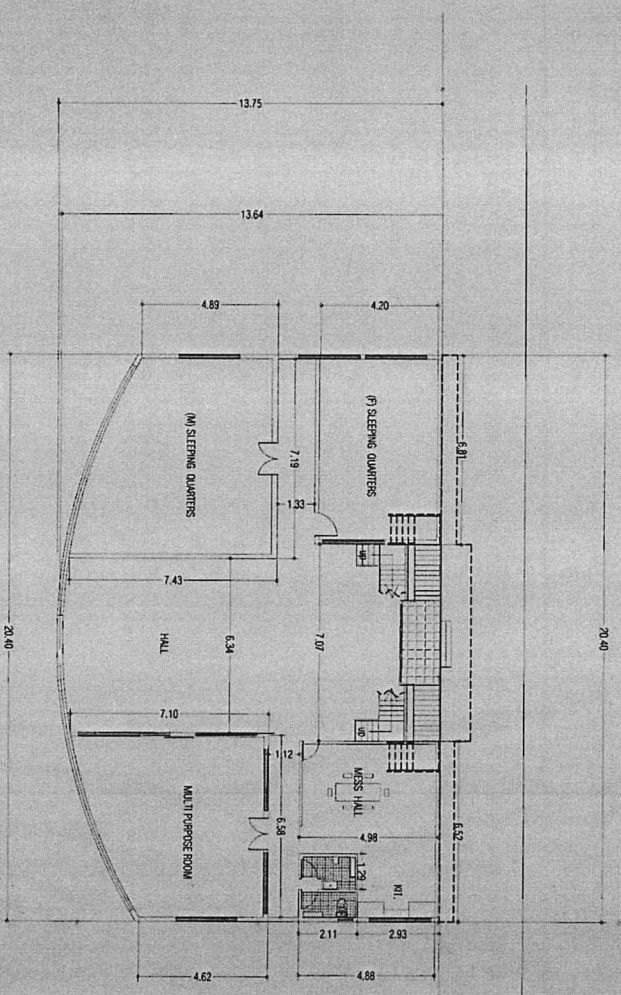 13.75
13.64
4.89
4.20
(M) SLEEPING QUARTERS
(F) SLEEPING QUARTERS
7.19
1.33
6.81
20.40
20.40
UP
7.43
HALL
6.34
7.07
7.10
UP
1.12
MULTI PURPOSE ROOM
6.58
MESS HALL
4.98
6.52
1.29
KIT.
2.11
2.93
4.62
4.88